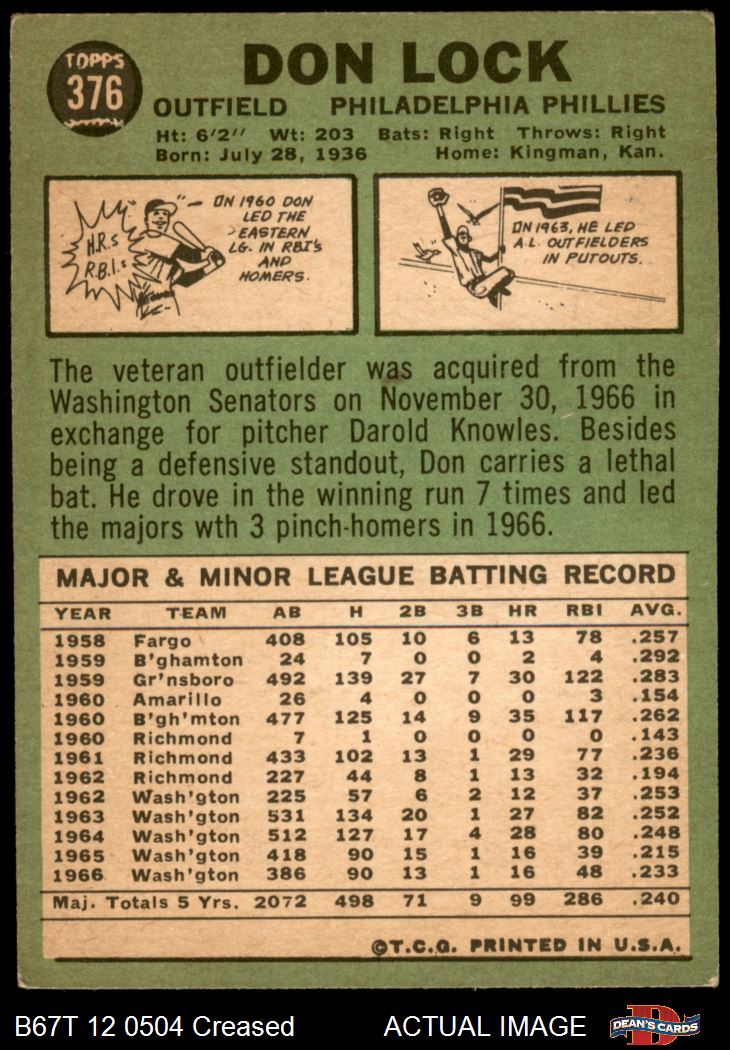 TOPPS
376
DON LOCK
OUTFIELD PHILADELPHIA PHILLIES
Ht: 6'2" Wt: 203 Bats: Right Throws: Right
Born: July 28, 1936 Home: Kingman, Kan.
H.R.s
R.B.I.s
IN 1960 DON
LED THE
EASTERN
LG. IN RBI's
AND
HOMERS.
IN 1963, HE LED
A.L. OUTFIELDERS
IN PUTOUTS.
The veteran outfielder was acquired from the
Washington Senators on November 30, 1966 in
exchange for pitcher Darold Knowles. Besides
being a defensive standout, Don carries a lethal
bat. He drove in the winning run 7 times and led
the majors wth 3 pinch-homers in 1966.
MAJOR & MINOR LEAGUE BATTING RECORD
YEAR TEAM AB H 2B 3B HR RBI AVG.
1958 Fargo 408 105 10 6 13 78 .257
1959 B'ghamton 24 7 0 0 2 4 .292
1959 Gr'nsboro 492 139 27 7 30 122 .283
1960 Amarillo 26 4 0 0 0 3 .154
1960 B'gh'mton 477 125 14 9 35 117 .262
1960 Richmond 7 1 0 0 0 0 .143
1961 Richmond 433 102 13 1 29 77 .236
1962 Richmond 227 44 8 1 13 32 .194
1962 Wash'gton 225 57 6 2 12 37 .253
1963 Wash'gton 531 134 20 1 27 82 .252
1964 Wash'gton 512 127 17 4 28 80 .248
1965 Wash'gton 418 90 15 1 16 39 .215
1966 Wash'gton 386 90 13 1 16 48 .233
Maj. Totals 5 Yrs. 2072 498 71 9 99 286 .240
©T.C.G. PRINTED IN U.S.A.
B67T 12 0504 Creased ACTUAL IMAGE
D
DEAN'S CARDS